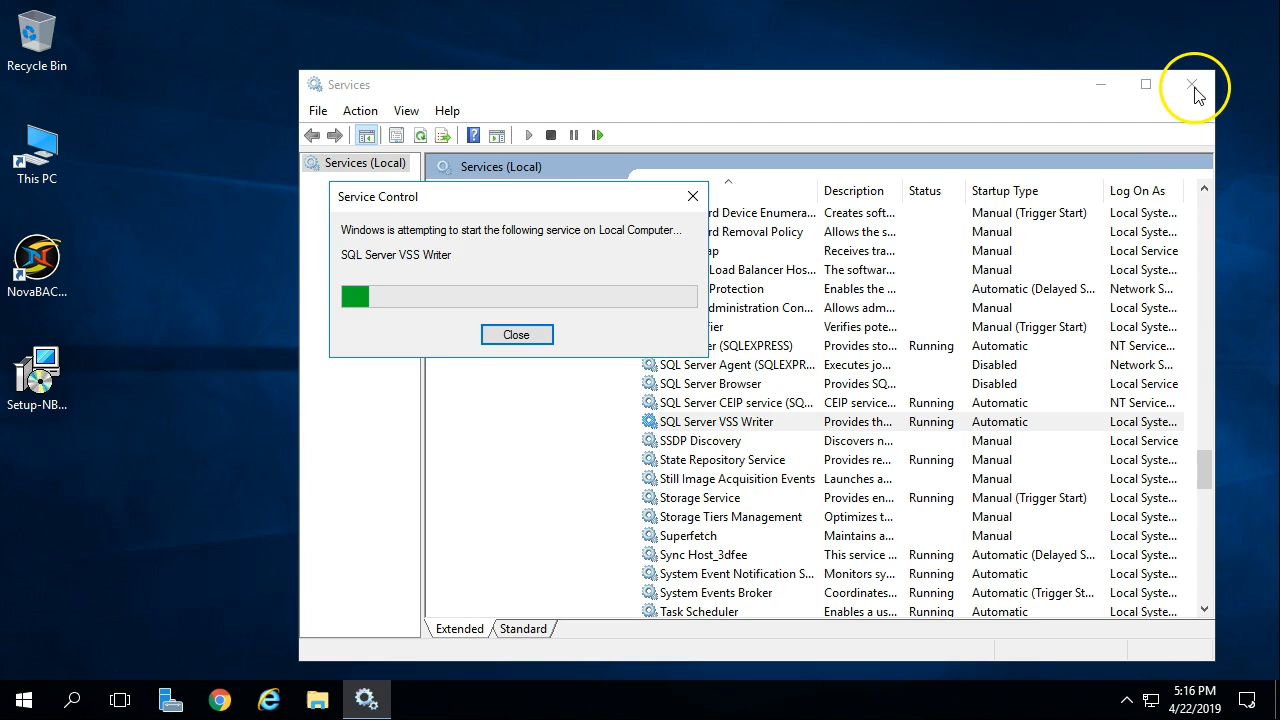 Recycle Bin
This PC
NovaBAC...
Setup-NB...
Services
File Action View Help
Services (Local)
Services (Local)
Service Control
Windows is attempting to start the following service on Local Computer...
SQL Server VSS Writer
Close
Description Status Startup Type Log On As
rd Device Enumera... Creates soft... Manual (Trigger Start) Local Syste...
rd Removal Policy Allows the s... Manual Local Syste...
ap Receives tra... Manual Local Service
Load Balancer Hos... The softwar... Manual Local Syste...
Protection Enables the ... Automatic (Delayed S... Network S...
dministration Con... Allows adm... Manual Local Syste...
fier Verifies pote... Manual (Trigger Start) Local Syste...
er (SQLEXPRESS) Provides sto... Running Automatic NT Service...
SQL Server Agent (SQLEXPR... Executes jo... Disabled Network S...
SQL Server Browser Provides SQ... Disabled Local Service
SQL Server CEIP service (SQ... CEIP service... Running Automatic NT Service...
SQL Server VSS Writer Provides th... Running Automatic Local Syste...
SSDP Discovery Discovers n... Manual Local Service
State Repository Service Provides re... Running Manual Local Syste...
Still Image Acquisition Events Launches a... Manual Local Syste...
Storage Service Provides en... Running Manual (Trigger Start) Local Syste...
Storage Tiers Management Optimizes t... Manual Local Syste...
Superfetch Maintains a... Manual Local Syste...
Sync Host_3dfee This service ... Running Automatic (Delayed S... Local Syste...
System Event Notification S... Monitors sy... Running Automatic Local Syste...
System Events Broker Coordinates... Running Automatic (Trigger St... Local Syste...
Task Scheduler Enables a us... Running Automatic Local Syste...
Extended Standard
5:16 PM
4/22/2019